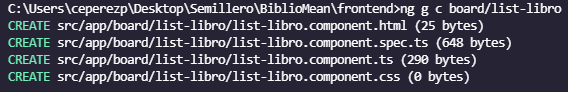 C:\Users\ceperezp\Desktop\Semillero\BiblioMean\frontend>ng g c board/list-libro
CREATE src/app/board/list-libro/list-libro.component.html (25 bytes)
CREATE src/app/board/list-libro/list-libro.component.spec.ts (648 bytes)
CREATE src/app/board/list-libro/list-libro.component.ts (290 bytes)
CREATE src/app/board/list-libro/list-libro.component.css (0 bytes)